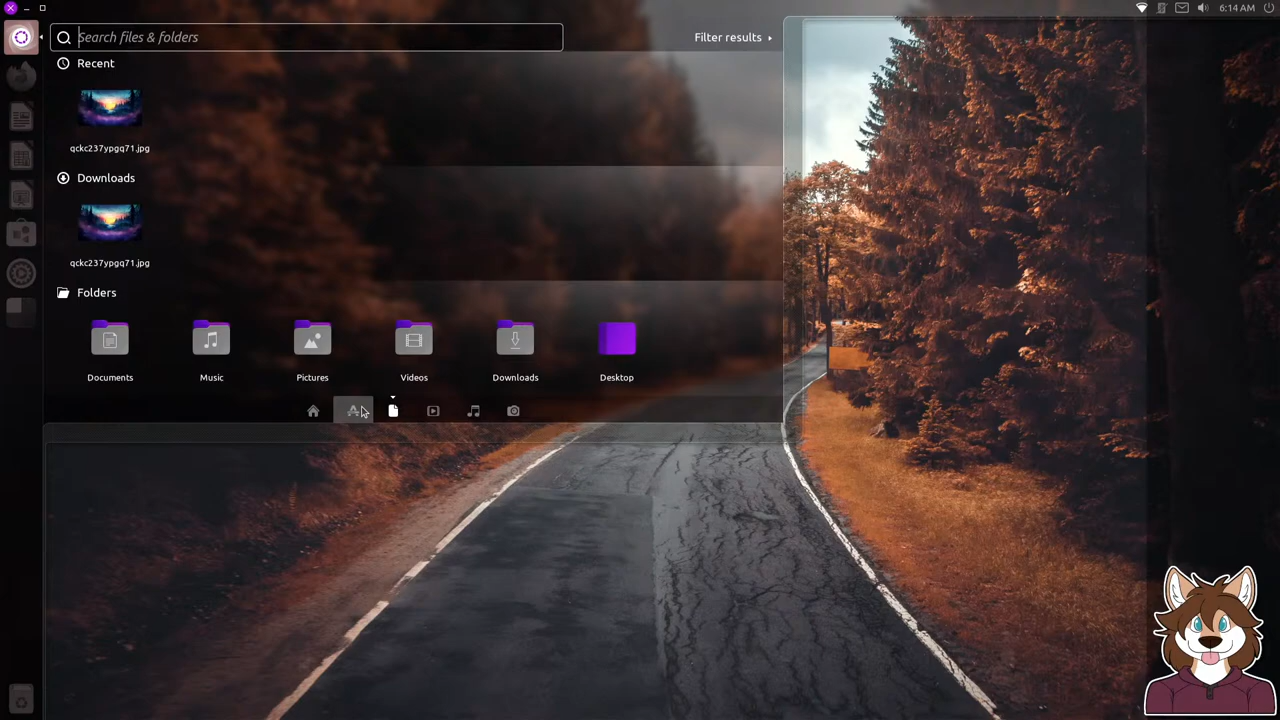 6:14 AM
Search files & folders
Filter results
Recent
qckc237ypgq71.jpg
Downloads
qckc237ypgq71.jpg
Folders
Documents
Music
Pictures
Videos
Downloads
Desktop